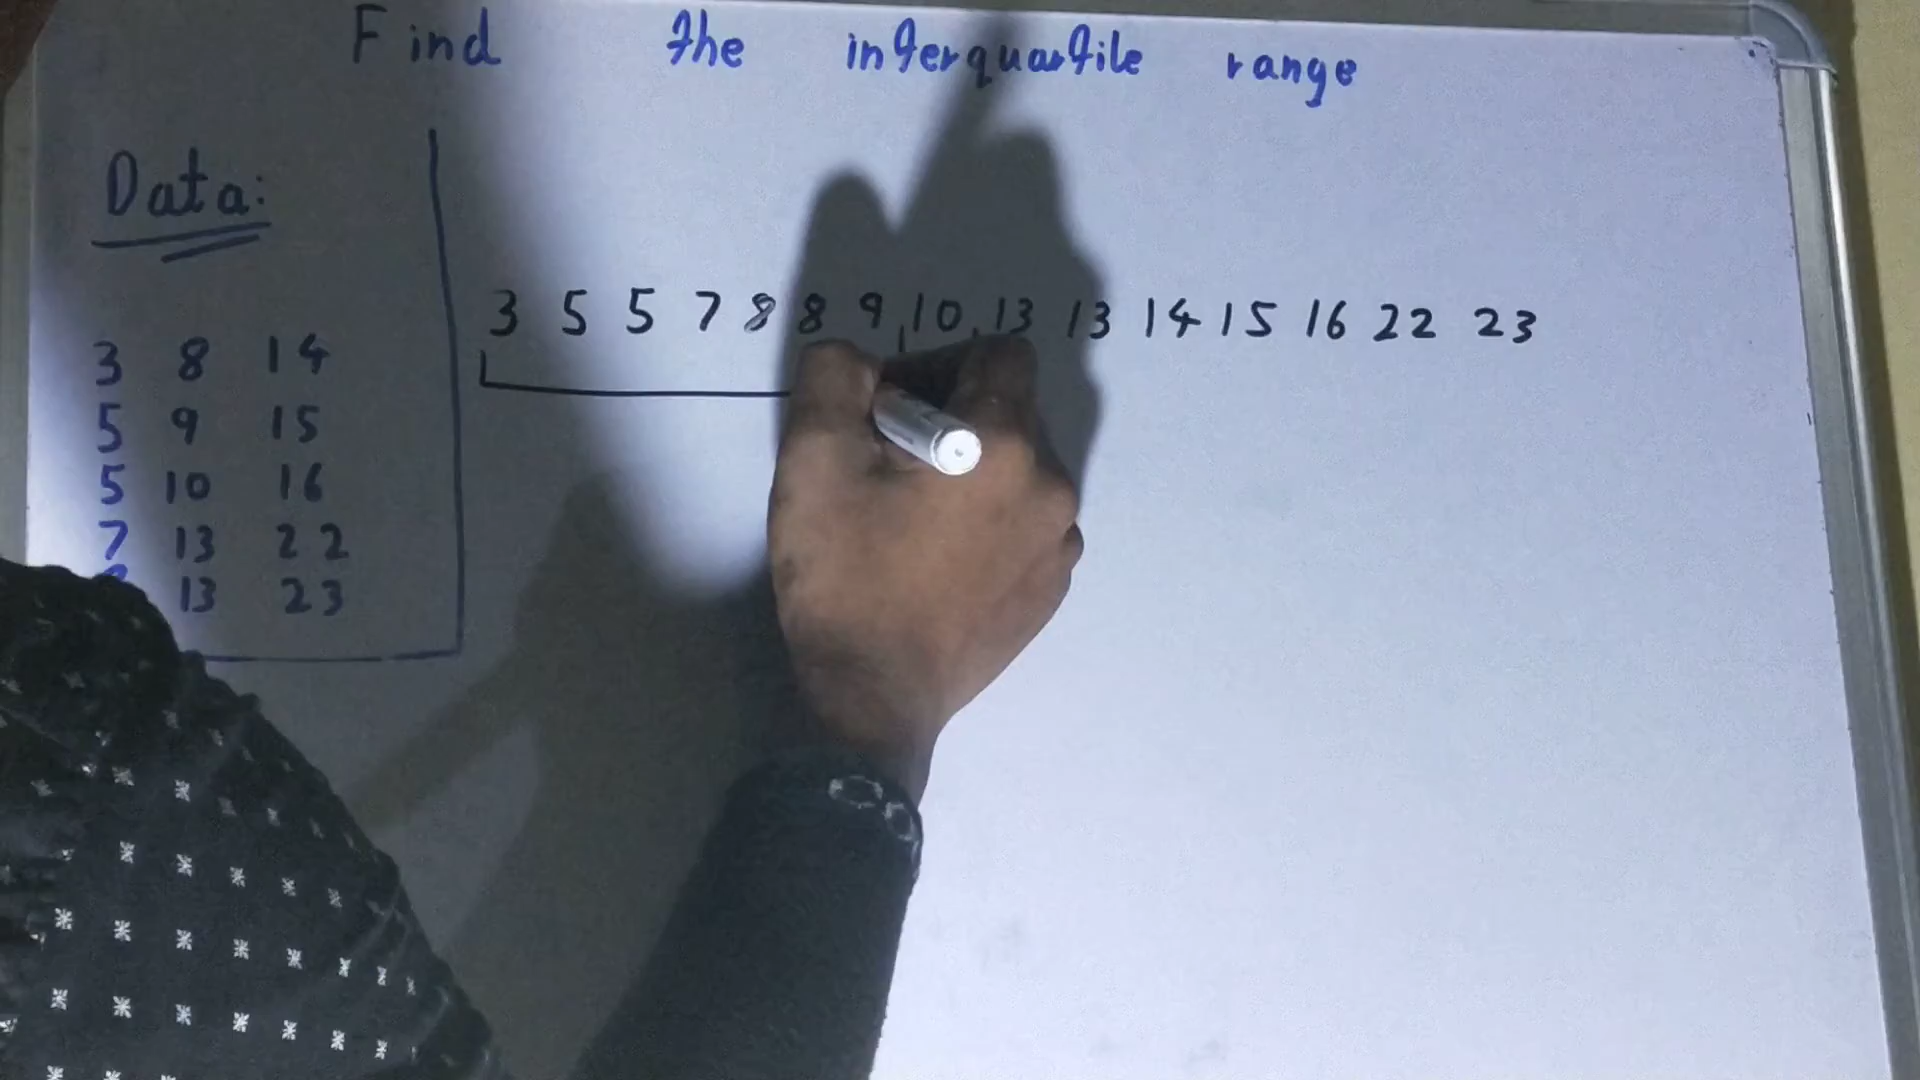 Find the interquartile range
Data:
3 8 14
5 9 15
5 10 16
7 13 22
13 23
3 5 5 7 8 8 9 10 13 13 14 15 16 22 23